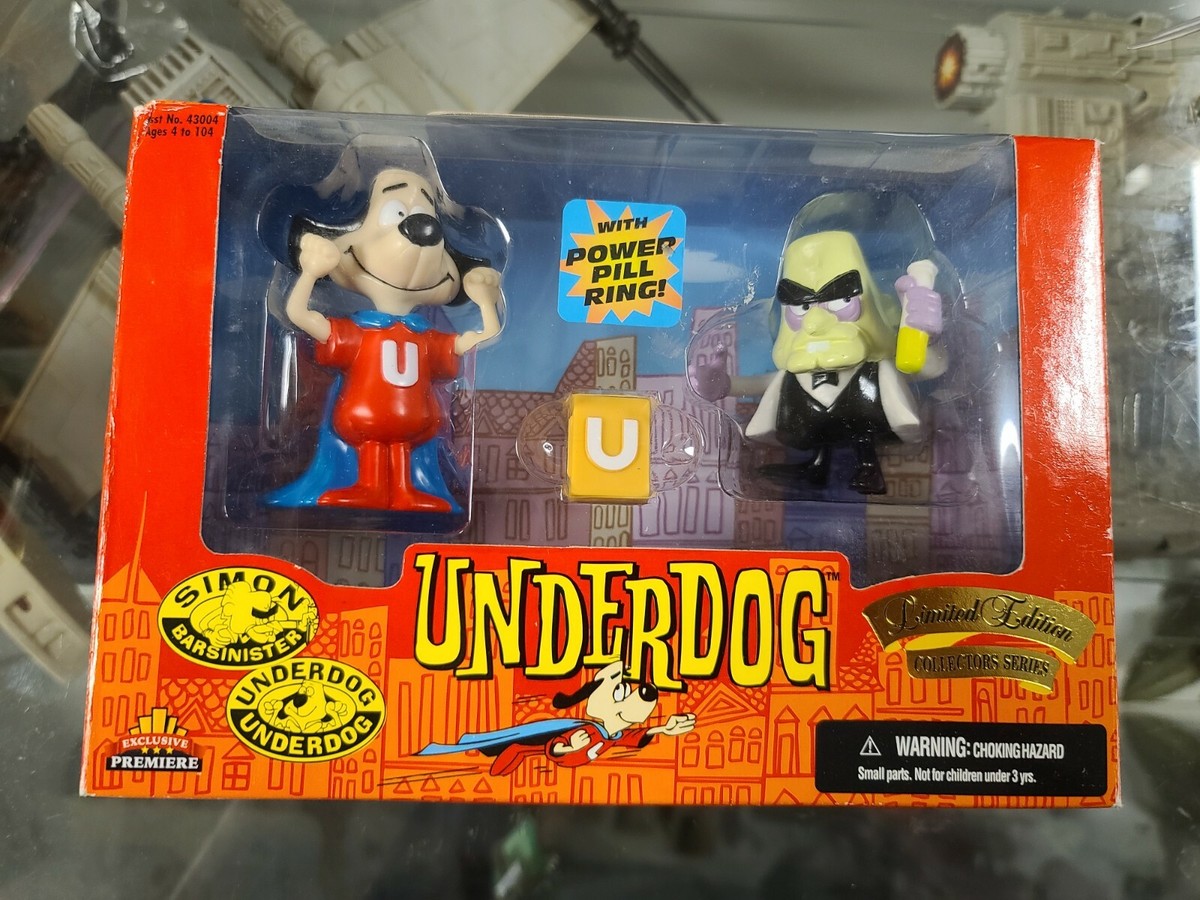 Asst No. 43004
Ages 4 to 104
WITH
POWER
PILL
RING!
U
U
UNDERDOG™
SIMON
BARSINISTER
UNDERDOG
UNDERDOG
EXCLUSIVE
PREMIERE
Limited Edition
COLLECTORS SERIES
U
WARNING: CHOKING HAZARD
Small parts. Not for children under 3 yrs.